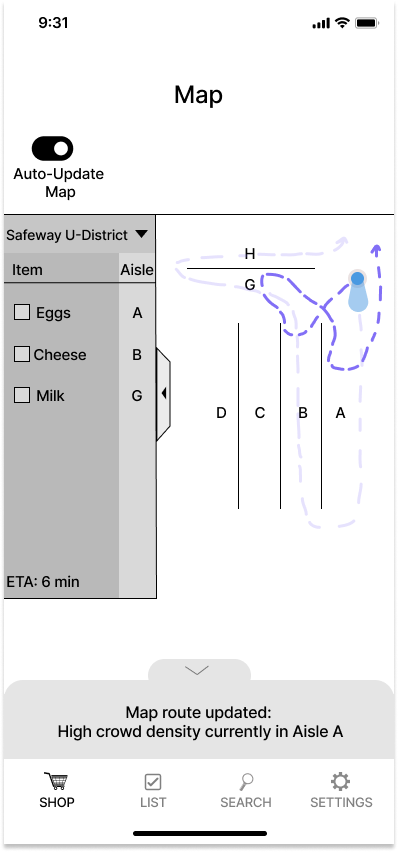 9:31
Map
Auto-Update
Map
Safeway U-District
Item Aisle
Eggs A
Cheese B
Milk G
ETA: 6 min
H
G
D C B A
Map route updated:
High crowd density currently in Aisle A
SHOP LIST SEARCH SETTINGS